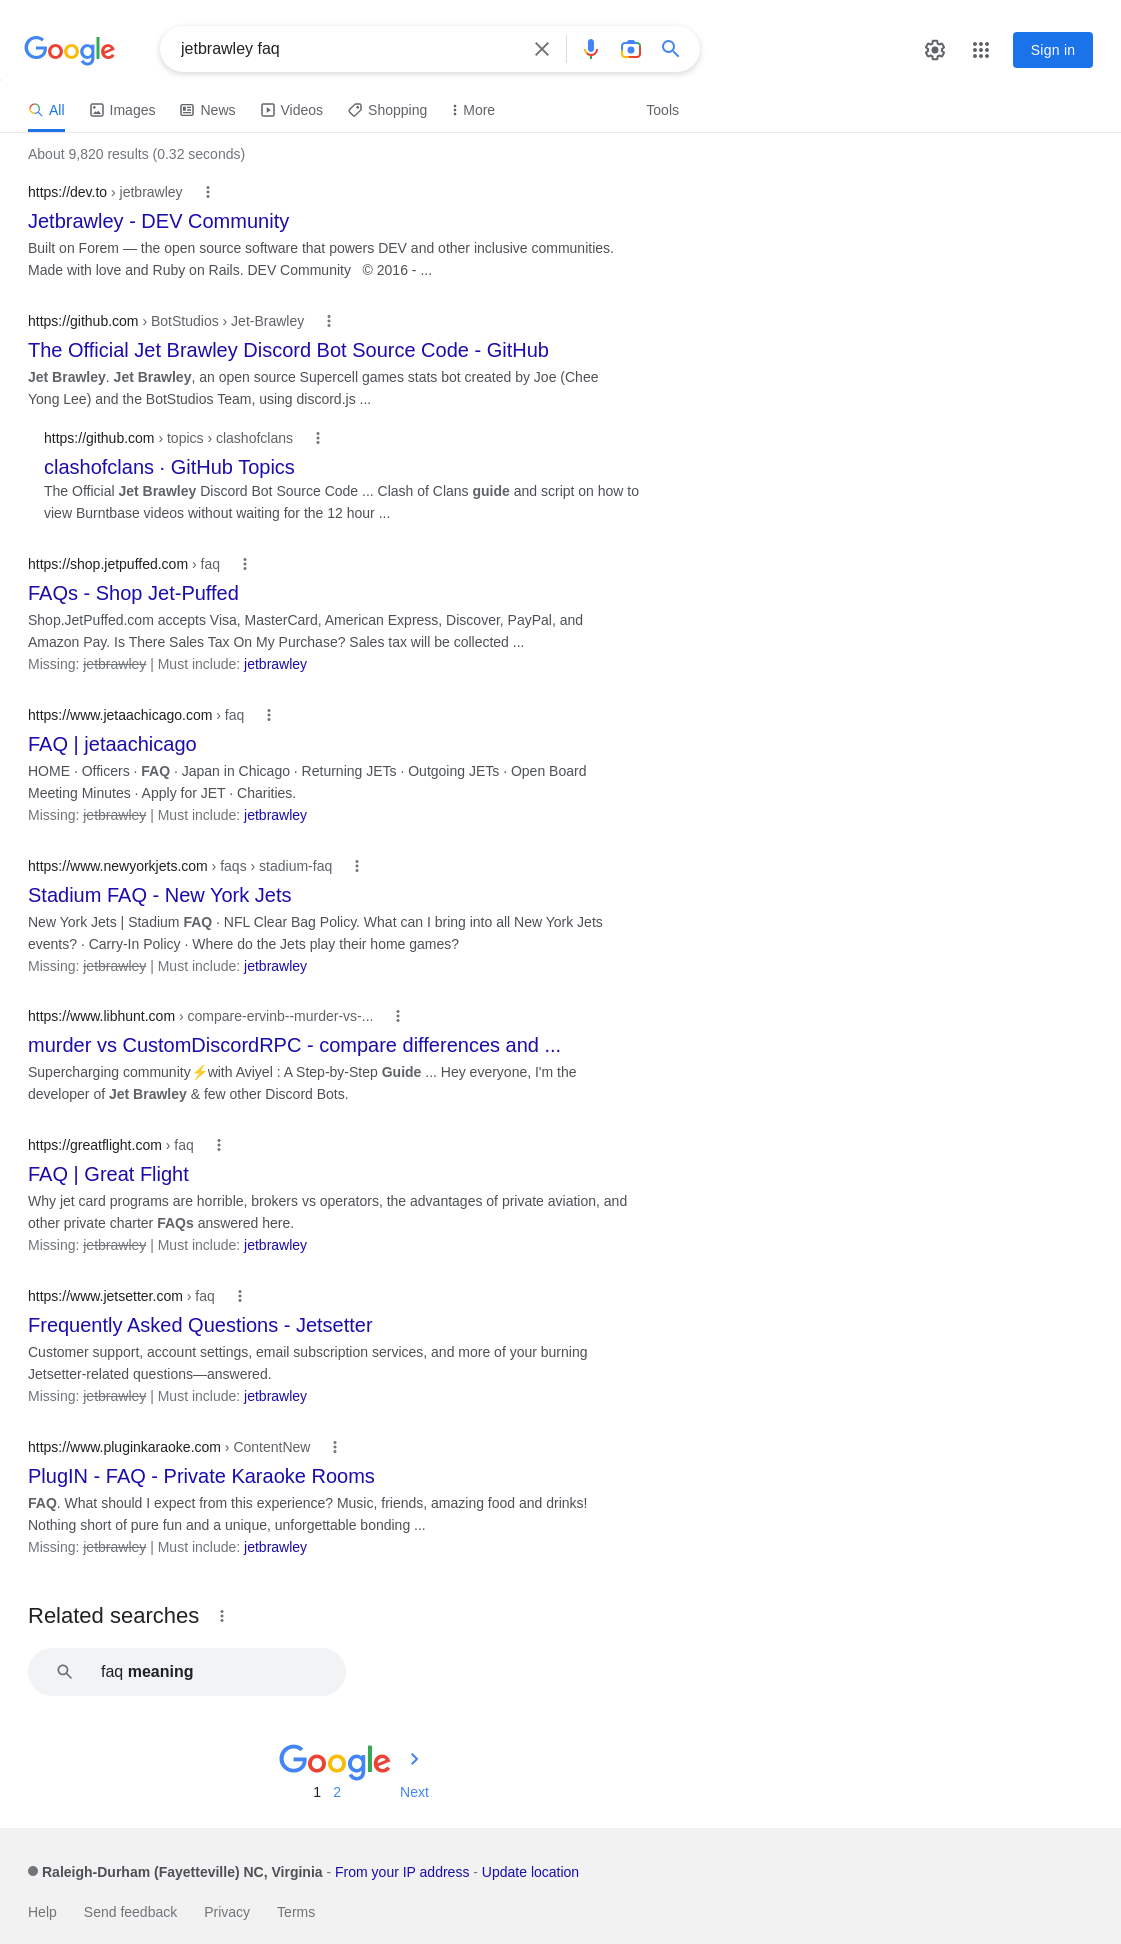 Google
jetbrawley faq
Sign in
All
Images
News
Videos
Shopping
More
Tools
About 9,820 results (0.32 seconds)
https://dev.to › jetbrawley
Jetbrawley - DEV Community
Built on Forem — the open source software that powers DEV and other inclusive communities.
Made with love and Ruby on Rails. DEV Community © 2016 - ...
https://github.com › BotStudios › Jet-Brawley
The Official Jet Brawley Discord Bot Source Code - GitHub
Jet Brawley. Jet Brawley, an open source Supercell games stats bot created by Joe (Chee
Yong Lee) and the BotStudios Team, using discord.js ...
https://github.com › topics › clashofclans
clashofclans · GitHub Topics
The Official Jet Brawley Discord Bot Source Code ... Clash of Clans guide and script on how to
view Burntbase videos without waiting for the 12 hour ...
https://shop.jetpuffed.com › faq
FAQs - Shop Jet-Puffed
Shop.JetPuffed.com accepts Visa, MasterCard, American Express, Discover, PayPal, and
Amazon Pay. Is There Sales Tax On My Purchase? Sales tax will be collected ...
Missing: jetbrawley | Must include: jetbrawley
https://www.jetaachicago.com › faq
FAQ | jetaachicago
HOME · Officers · FAQ · Japan in Chicago · Returning JETs · Outgoing JETs · Open Board
Meeting Minutes · Apply for JET · Charities.
Missing: jetbrawley | Must include: jetbrawley
https://www.newyorkjets.com › faqs › stadium-faq
Stadium FAQ - New York Jets
New York Jets | Stadium FAQ · NFL Clear Bag Policy. What can I bring into all New York Jets
events? · Carry-In Policy · Where do the Jets play their home games?
Missing: jetbrawley | Must include: jetbrawley
https://www.libhunt.com › compare-ervinb--murder-vs-...
murder vs CustomDiscordRPC - compare differences and ...
Supercharging community⚡with Aviyel : A Step-by-Step Guide ... Hey everyone, I'm the
developer of Jet Brawley & few other Discord Bots.
https://greatflight.com › faq
FAQ | Great Flight
Why jet card programs are horrible, brokers vs operators, the advantages of private aviation, and
other private charter FAQs answered here.
Missing: jetbrawley | Must include: jetbrawley
https://www.jetsetter.com › faq
Frequently Asked Questions - Jetsetter
Customer support, account settings, email subscription services, and more of your burning
Jetsetter-related questions—answered.
Missing: jetbrawley | Must include: jetbrawley
https://www.pluginkaraoke.com › ContentNew
PlugIN - FAQ - Private Karaoke Rooms
FAQ. What should I expect from this experience? Music, friends, amazing food and drinks!
Nothing short of pure fun and a unique, unforgettable bonding ...
Missing: jetbrawley | Must include: jetbrawley
Related searches
faq meaning
Google
1 2 Next
Raleigh-Durham (Fayetteville) NC, Virginia - From your IP address - Update location
Help Send feedback Privacy Terms